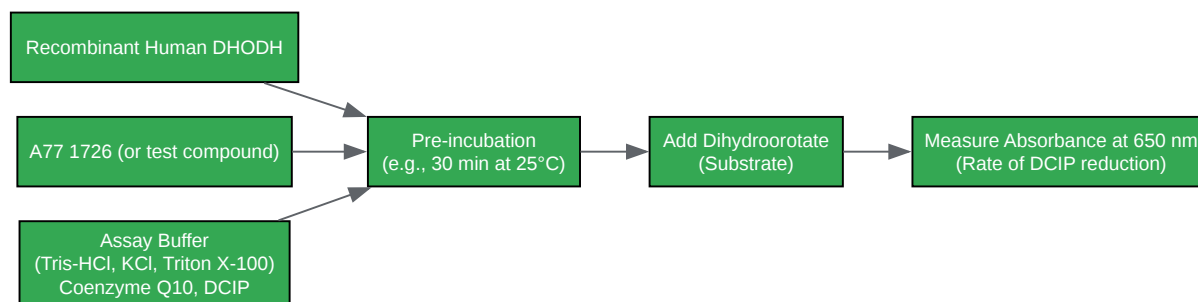 Recombinant Human DHODH
A77 1726 (or test compound)
Assay Buffer
(Tris-HCl, KCl, Triton X-100)
Coenzyme Q10, DCIP
Pre-incubation
(e.g., 30 min at 25°C)
Add Dihydroorotate
(Substrate)
Measure Absorbance at 650 nm
(Rate of DCIP reduction)